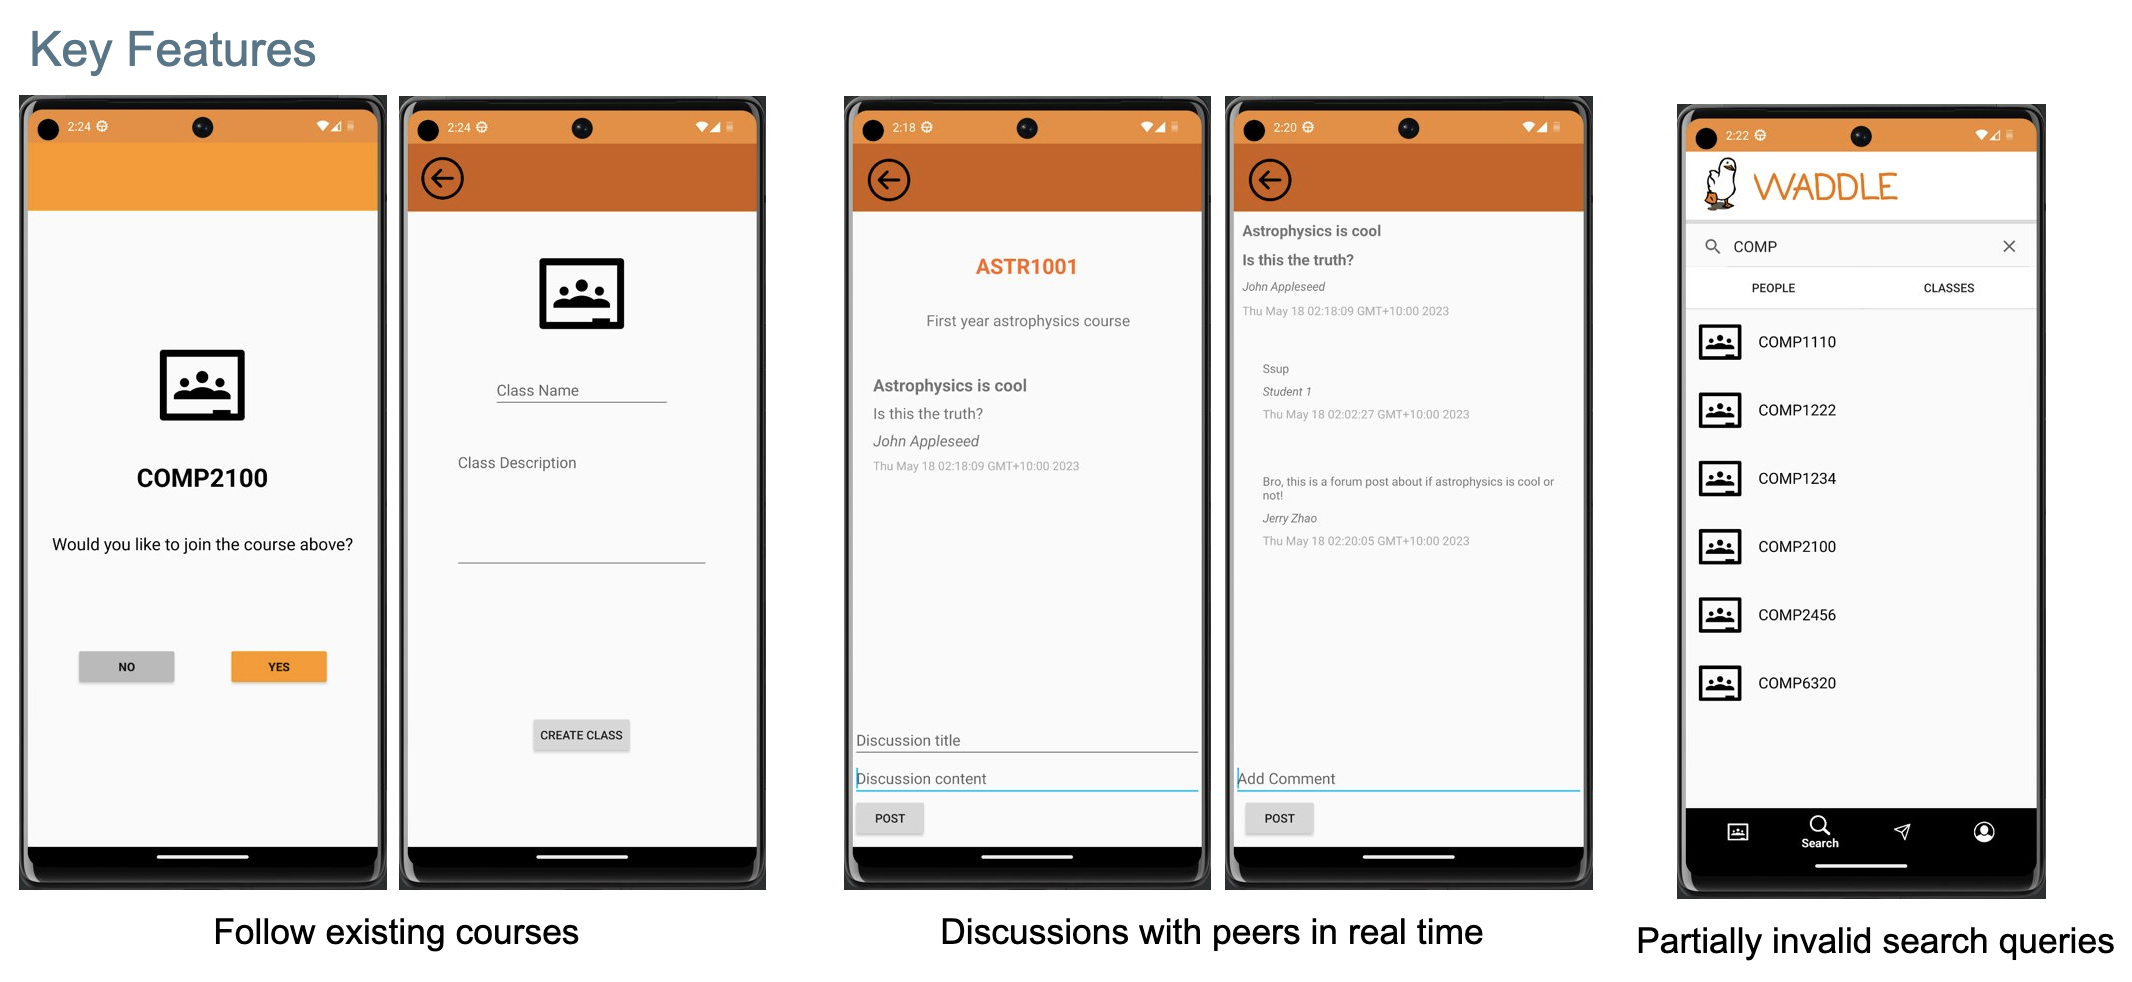 Key Features
2:24
COMP2100
Would you like to join the course above?
NO
YES
2:24
Class Name
Class Description
CREATE CLASS
Follow existing courses
2:18
ASTR1001
First year astrophysics course
Astrophysics is cool
Is this the truth?
John Appleseed
Thu May 18 02:18:09 GMT+10:00 2023
Discussion title
Discussion content
POST
2:20
Astrophysics is cool
Is this the truth?
John Appleseed
Thu May 18 02:18:09 GMT+10:00 2023
Ssup
Student 1
Thu May 18 02:02:27 GMT+10:00 2023
Bro, this is a forum post about if astrophysics is cool or
not!
Jerry Zhao
Thu May 18 02:20:05 GMT+10:00 2023
Add Comment
POST
Discussions with peers in real time
2:22
WADDLE
COMP
PEOPLE
CLASSES
COMP1110
COMP1222
COMP1234
COMP2100
COMP2456
COMP6320
Search
Partially invalid search queries